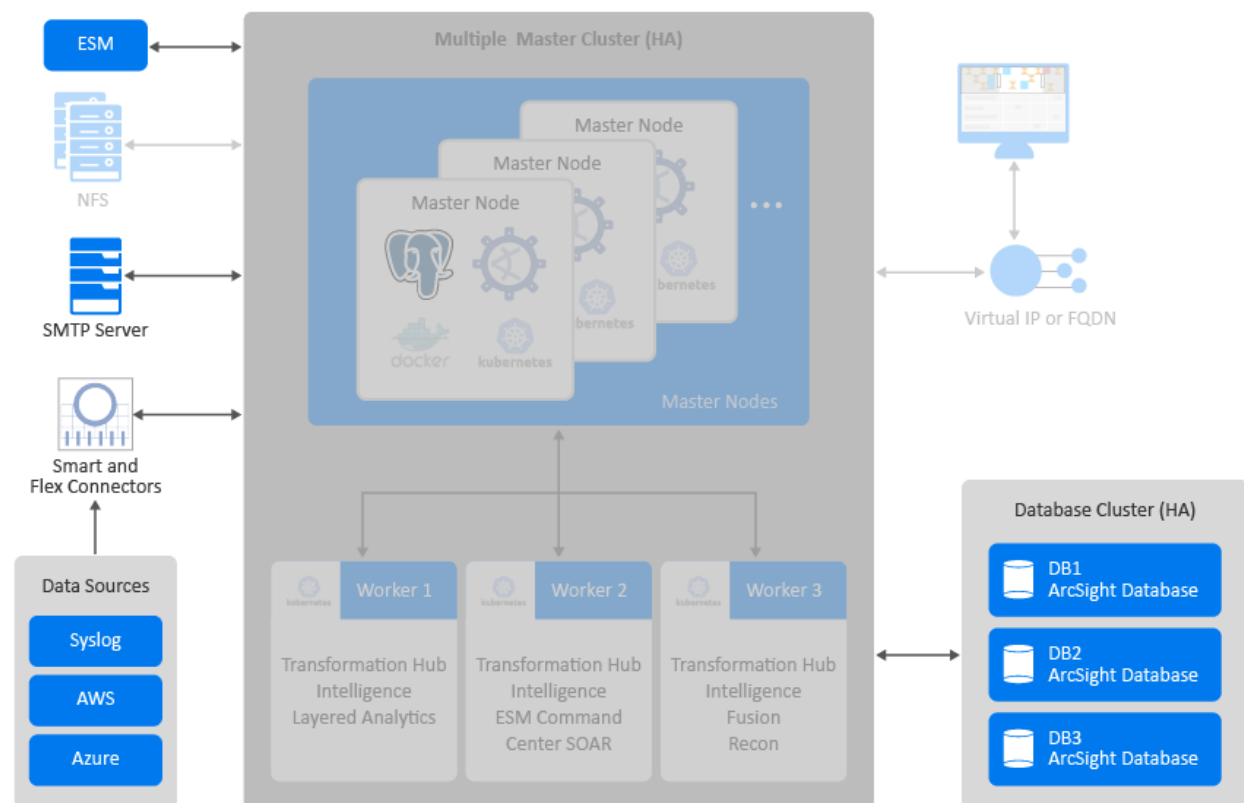 ESM
NFS
SMTP Server
Smart and
Flex Connectors
Data Sources
Syslog
AWS
Azure
Multiple Master Cluster (HA)
Master Node
bernetes
Master Node
bernetes
Master Node
docker
kubernetes
...
Master Nodes
kubernetes
Worker 1
Transformation Hub
Intelligence
Layered Analytics
kubernetes
Worker 2
Transformation Hub
Intelligence
ESM Command
Center SOAR
kubernetes
Worker 3
Transformation Hub
Intelligence
Fusion
Recon
Virtual IP or FQDN
Database Cluster (HA)
DB1
ArcSight Database
DB2
ArcSight Database
DB3
ArcSight Database